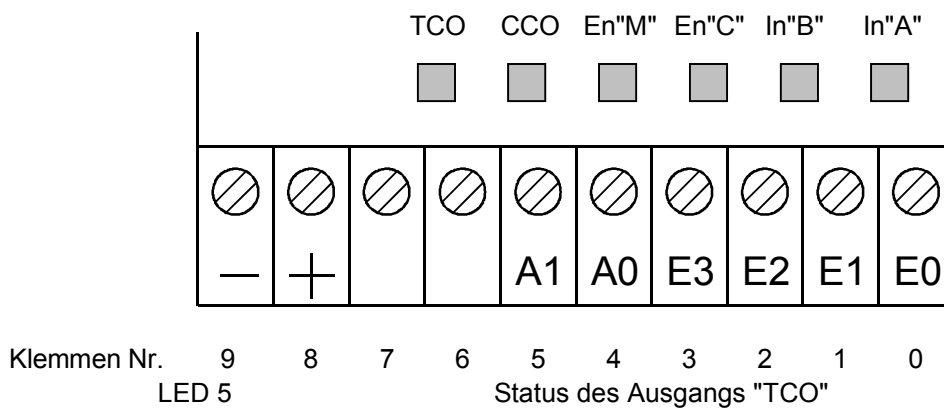 TCO CCO En"M" En"C" In"B" In"A"
— + A1 A0 E3 E2 E1 E0
Klemmen Nr. 9 8 7 6 5 4 3 2 1 0
LED 5 Status des Ausgangs "TCO"